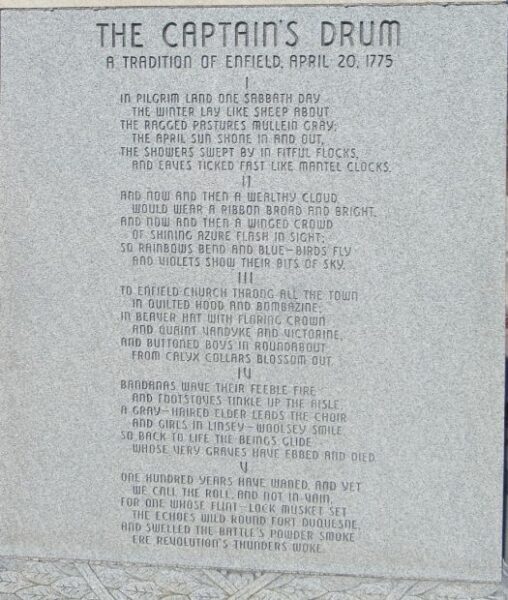 THE CAPTAIN'S DRUM
A TRADITION OF ENFIELD, APRIL 20, 1775
I
IN PILGRIM LAND ONE SABBATH DAY
THE WINTER LAY LIKE SHEEP ABOUT
THE RAGGED PASTURES MULLEIN GRAY;
THE APRIL SUN SHONE IN AND OUT,
THE SHOWERS SWEPT BY IN FITFUL FLOCKS,
AND EAVES TICKED FAST LIKE MANTEL CLOCKS.
II
AND NOW AND THEN A WEALTHY CLOUD
WOULD WEAR A RIBBON BROAD AND BRIGHT,
AND NOW AND THEN A WINGED CROWD
OF SHINING AZURE FLASH IN SIGHT;
SO RAINBOWS BEND AND BLUE-BIRDS FLY
AND VIOLETS SHOW THEIR BITS OF SKY.
III
TO ENFIELD CHURCH THRONG ALL THE TOWN
IN QUILTED HOOD AND BOMBAZINE;
IN BEAVER HAT WITH FLARING CROWN
AND QUAINT VANDYKE AND VICTORINE,
AND BUTTONED BOYS IN ROUNDABOUT
FROM CALYX COLLARS BLOSSOM OUT.
IV
BANDANAS WAVE THEIR FEEBLE FIRE
AND FOOTSTOVES TINKLE UP THE AISLE
A GRAY-HAIRED ELDER LEADS THE CHOIR
AND GIRLS IN LINSEY-WOOLSEY SMILE
SO BACK TO LIFE THE BEINGS GLIDE
WHOSE VERY GRAVES HAVE EBBED AND DIED.
V
ONE HUNDRED YEARS HAVE WANED, AND YET
WE CALL THE ROLL, AND NOT IN VAIN,
FOR ONE WHOSE FLINT-LOCK MUSKET SET
THE ECHOES WILD ROUND FORT DUQUESNE,
AND SWELLED THE BATTLE'S POWDER SMOKE
ERE REVOLUTION'S THUNDERS WOKE.